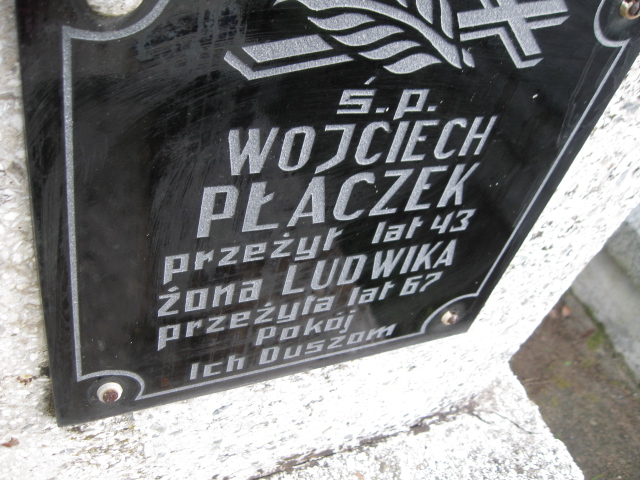 ś.p.
WOJCIECH
PŁACZEK
przeżył lat 43
żona LUDWIKA
przeżyła lat 67
Pokój
Ich Duszom